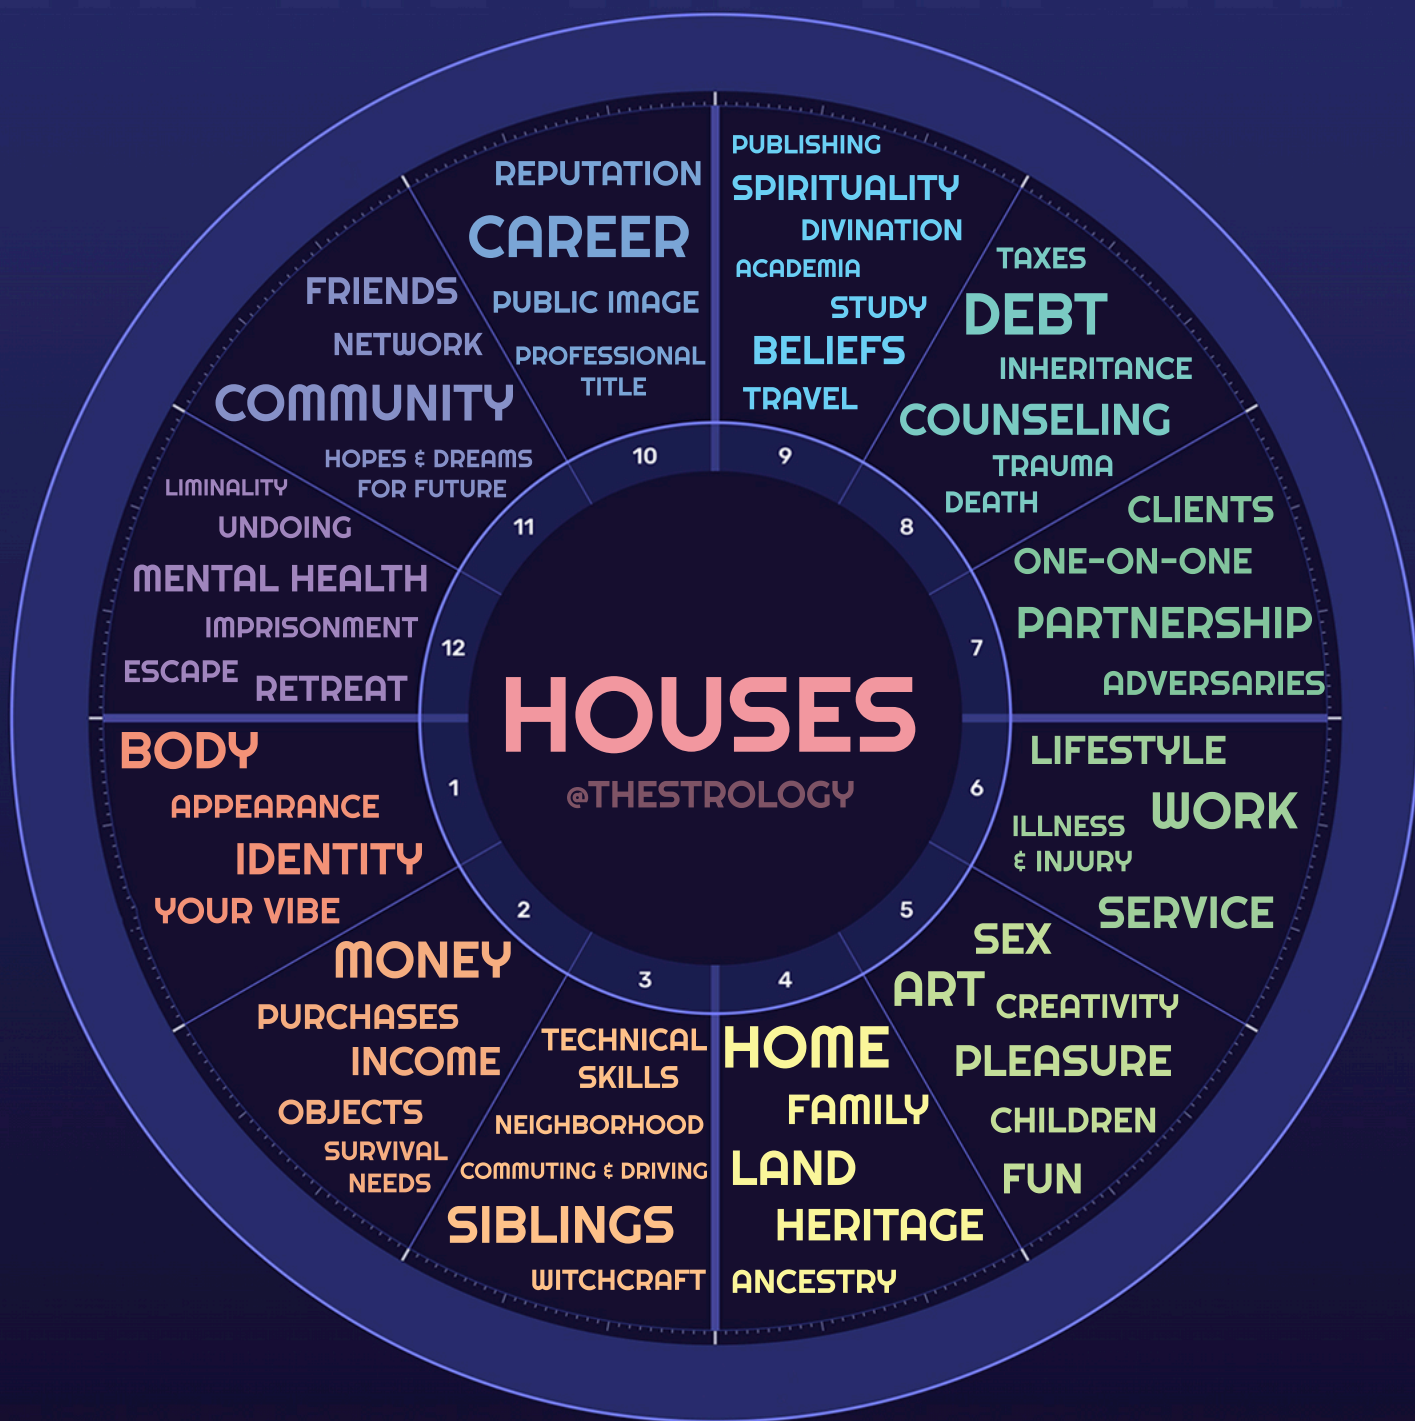 HOUSES
@THESTROLOGY
1
BODY
APPEARANCE
IDENTITY
YOUR VIBE
2
MONEY
PURCHASES
INCOME
OBJECTS
SURVIVAL
NEEDS
3
TECHNICAL
SKILLS
NEIGHBORHOOD
COMMUTING & DRIVING
SIBLINGS
WITCHCRAFT
4
HOME
FAMILY
LAND
HERITAGE
ANCESTRY
5
SEX
ART
CREATIVITY
PLEASURE
CHILDREN
FUN
6
LIFESTYLE
WORK
ILLNESS
& INJURY
SERVICE
7
CLIENTS
ONE-ON-ONE
PARTNERSHIP
ADVERSARIES
8
TAXES
DEBT
INHERITANCE
COUNSELING
TRAUMA
DEATH
9
PUBLISHING
SPIRITUALITY
DIVINATION
ACADEMIA
STUDY
BELIEFS
TRAVEL
10
REPUTATION
CAREER
PUBLIC IMAGE
PROFESSIONAL
TITLE
11
FRIENDS
NETWORK
COMMUNITY
HOPES & DREAMS
FOR FUTURE
12
LIMINALITY
UNDOING
MENTAL HEALTH
IMPRISONMENT
ESCAPE
RETREAT